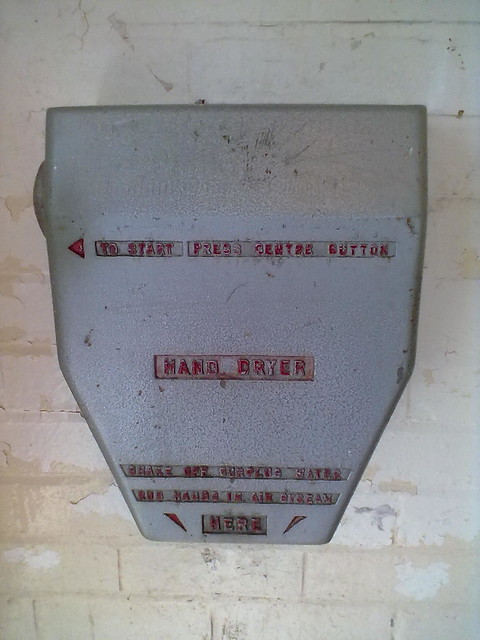 TO START PRESS CENTRE BUTTON
HAND DRYER
SHAKE OFF SURPLUS WATER
RUB HANDS IN AIR STREAM
HERE